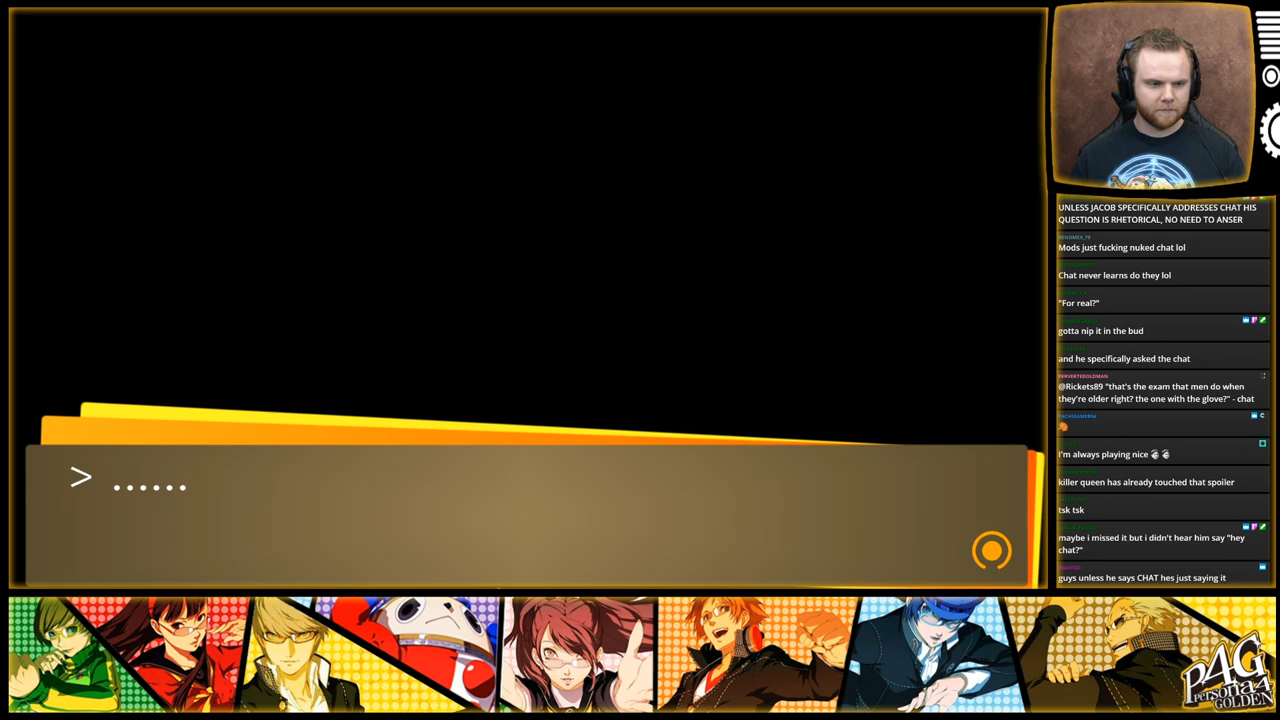 > ......
UNLESS JACOB SPECIFICALLY ADDRESSES CHAT HIS
QUESTION IS RHETORICAL, NO NEED TO ANSER
Mods just fucking nuked chat lol
Chat never learns do they lol
"For real?"
gotta nip it in the bud
and he specifically asked the chat
PERVERTEDOLDMAN
@Rickets89 "that's the exam that men do when
they're older right? the one with the glove?" - chat
I'm always playing nice
killer queen has already touched that spoiler
tsk tsk
maybe i missed it but i didn't hear him say "hey
chat?"
guys unless he says CHAT hes just saying it
P4G
Persona4
GOLDEN